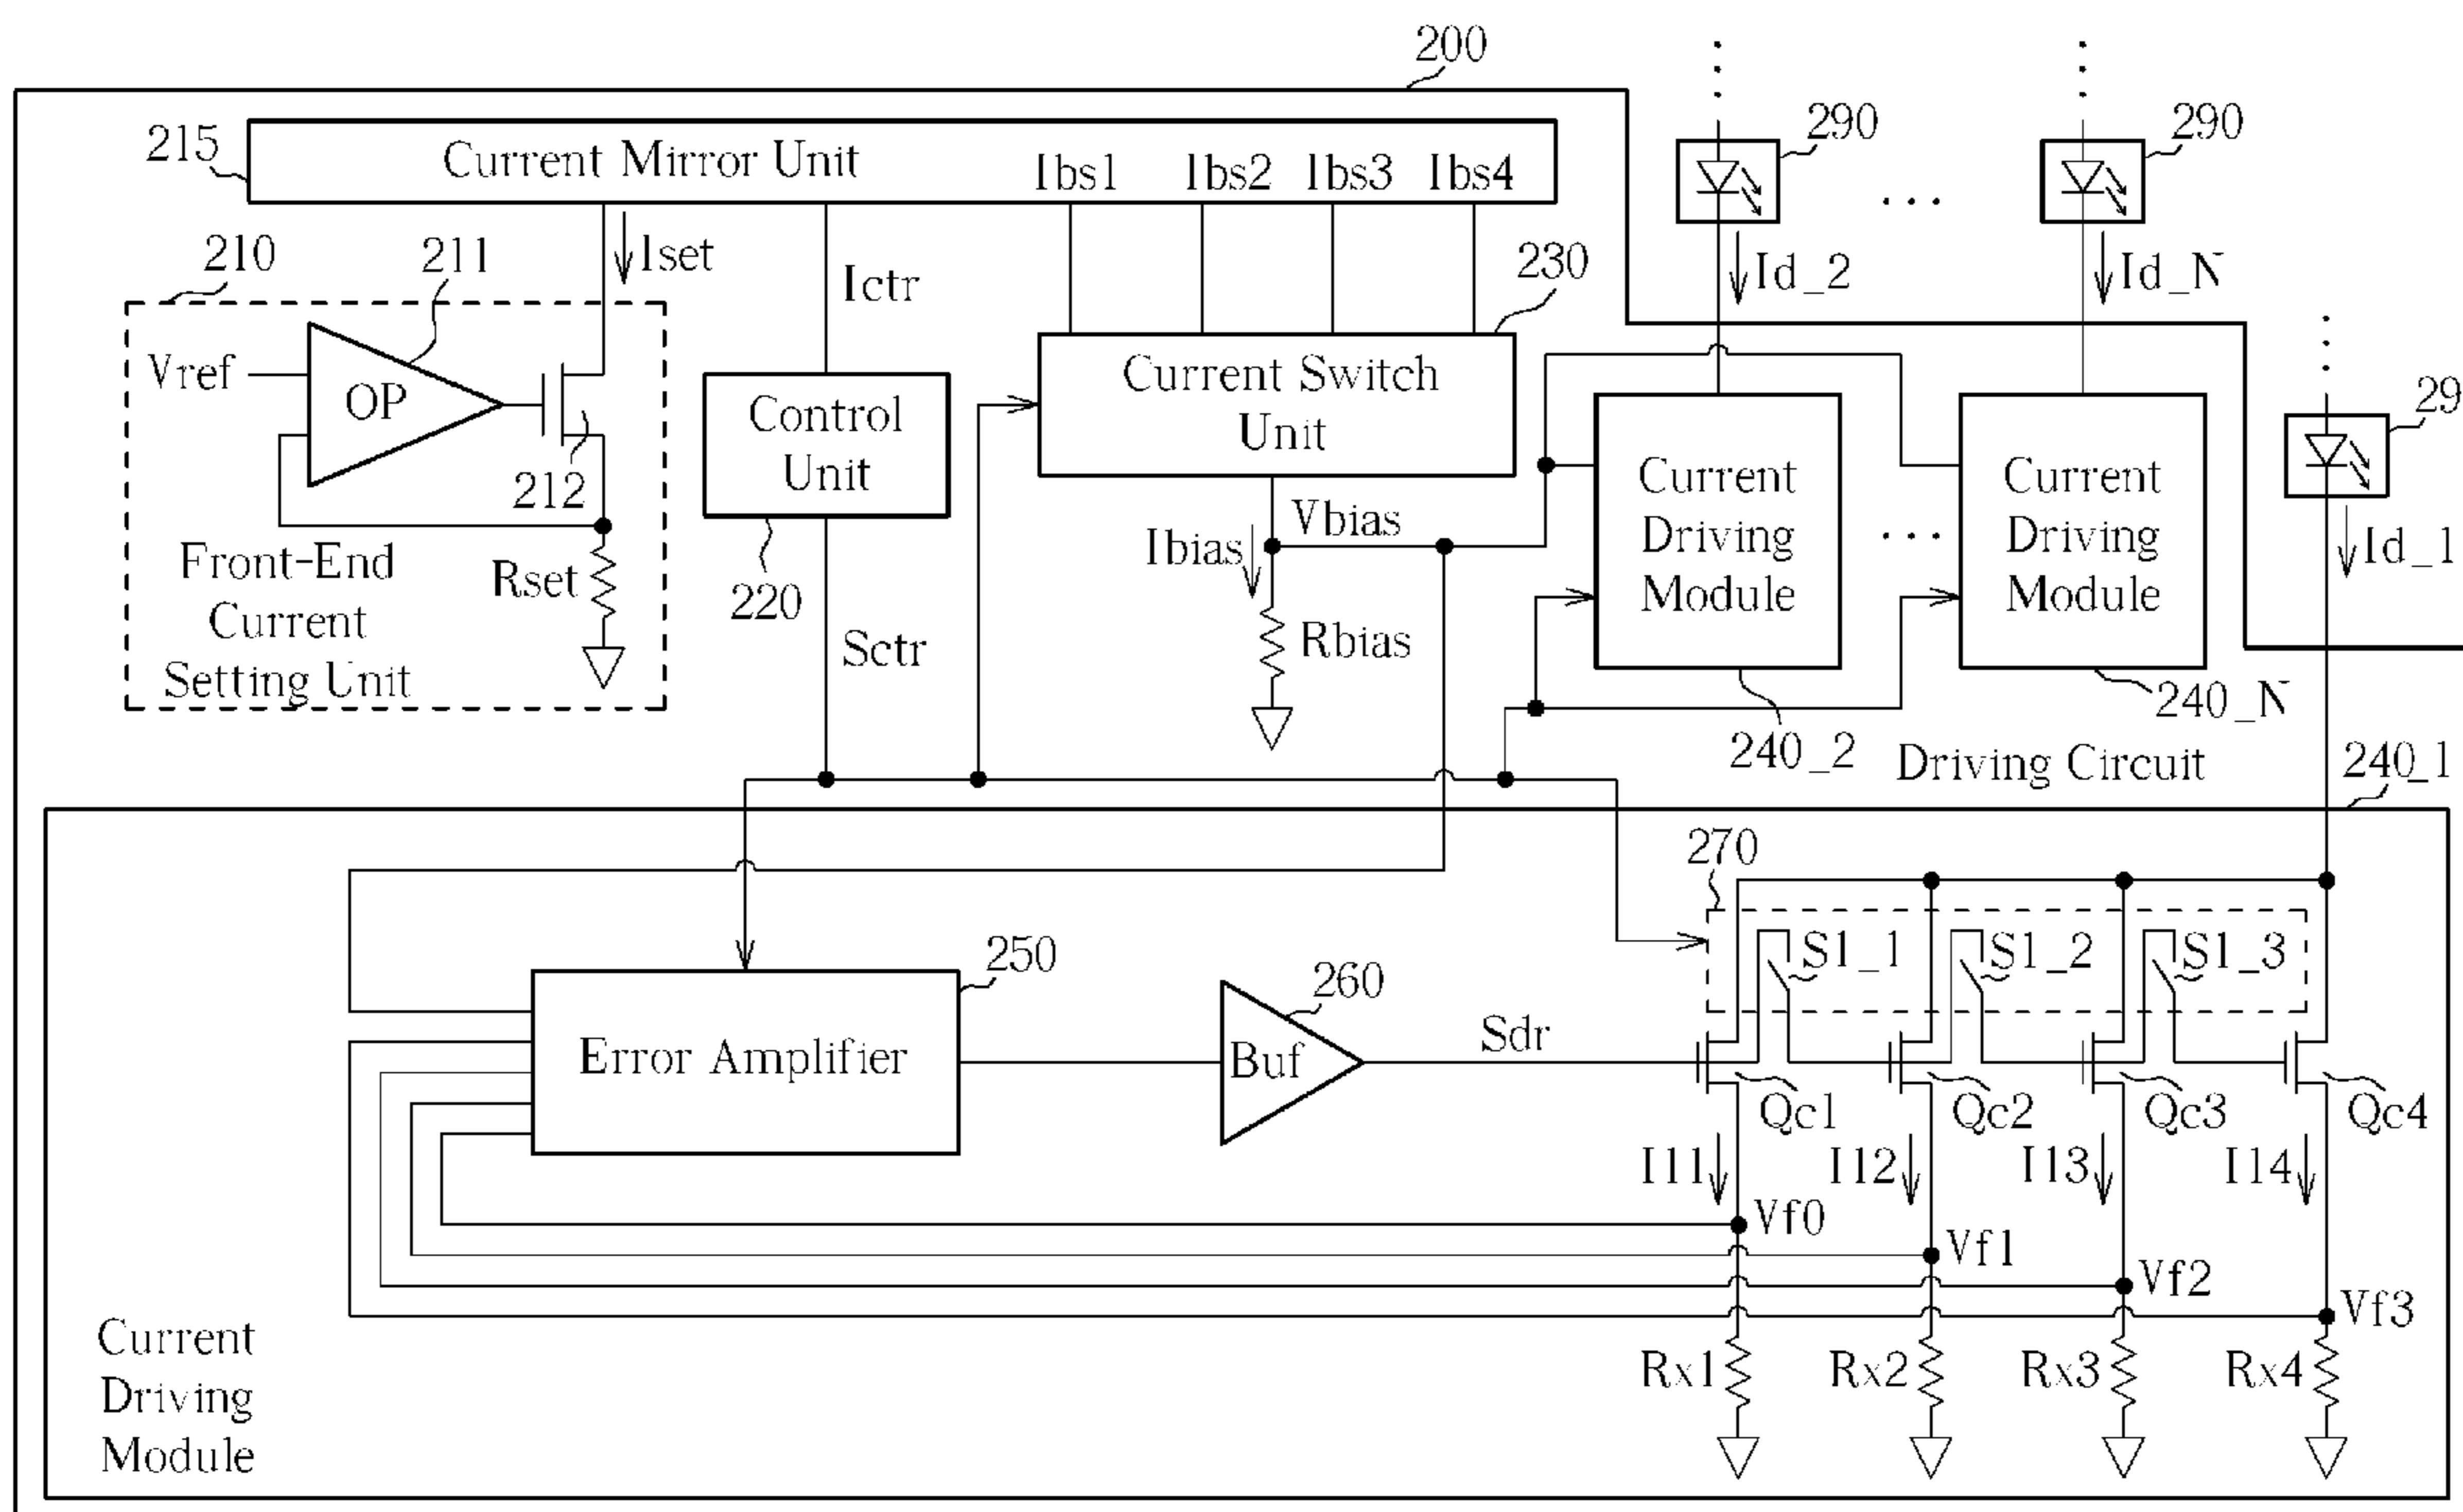 200
215
Current Mirror Unit
Ibs1
Ibs2
Ibs3
Ibs4
290
290
...
210
211
Iset
Ictr
230
Id_2
Id_N
Vref
OP
212
Control
Unit
220
Current Switch
Unit
Current
Driving
Module
...
Current
Driving
Module
29
Id_1
Front-End
Current
Setting Unit
Rset
Sctr
Ibias
Vbias
Rbias
240_2
240_N
Driving Circuit
240_1
270
S1_1
S1_2
S1_3
250
Error Amplifier
260
Buf
Sdr
Qc1
Qc2
Qc3
Qc4
I11
I12
I13
I14
Vf0
Vf1
Vf2
Vf3
Rx1
Rx2
Rx3
Rx4
Current
Driving
Module